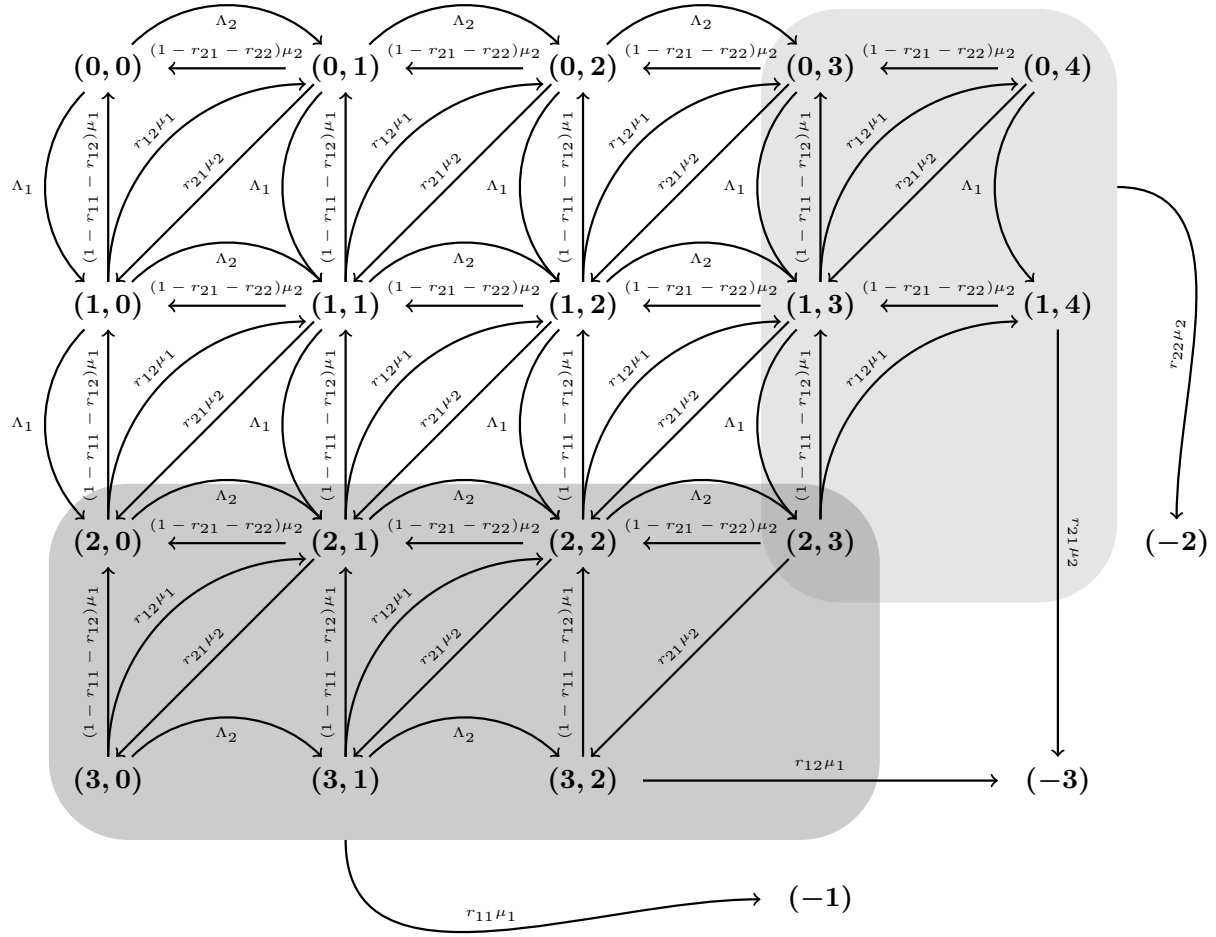 Λ₂ Λ₂ Λ₂
(1 − r₂₁ − r₂₂)μ₂ (1 − r₂₁ − r₂₂)μ₂ (1 − r₂₁ − r₂₂)μ₂ (1 − r₂₁ − r₂₂)μ₂
(0, 0) (0, 1) (0, 2) (0, 3) (0, 4)
r₁₂μ₁ r₁₂μ₁ r₁₂μ₁ r₁₂μ₁
(1 − r₁₁ − r₁₂)μ₁ (1 − r₁₁ − r₁₂)μ₁ (1 − r₁₁ − r₁₂)μ₁ (1 − r₁₁ − r₁₂)μ₁
r₂₁μ₂ r₂₁μ₂ r₂₁μ₂ r₂₁μ₂
Λ₁ Λ₁ Λ₁ Λ₁ Λ₁
Λ₂ Λ₂ Λ₂
(1 − r₂₁ − r₂₂)μ₂ (1 − r₂₁ − r₂₂)μ₂ (1 − r₂₁ − r₂₂)μ₂ (1 − r₂₁ − r₂₂)μ₂
(1, 0) (1, 1) (1, 2) (1, 3) (1, 4)
r₂₂μ₂
r₁₂μ₁ r₁₂μ₁ r₁₂μ₁ r₁₂μ₁
(1 − r₁₁ − r₁₂)μ₁ (1 − r₁₁ − r₁₂)μ₁ (1 − r₁₁ − r₁₂)μ₁ (1 − r₁₁ − r₁₂)μ₁
r₂₁μ₂ r₂₁μ₂ r₂₁μ₂
Λ₁ Λ₁ Λ₁ Λ₁
Λ₂ Λ₂ Λ₂
(1 − r₂₁ − r₂₂)μ₂ (1 − r₂₁ − r₂₂)μ₂ (1 − r₂₁ − r₂₂)μ₂
r₂₁μ₂
(2, 0) (2, 1) (2, 2) (2, 3) (−2)
r₁₂μ₁ r₁₂μ₁
(1 − r₁₁ − r₁₂)μ₁ (1 − r₁₁ − r₁₂)μ₁ (1 − r₁₁ − r₁₂)μ₁
r₂₁μ₂ r₂₁μ₂ r₂₁μ₂
Λ₂ Λ₂
r₁₂μ₁
(3, 0) (3, 1) (3, 2) (−3)
(−1)
r₁₁μ₁